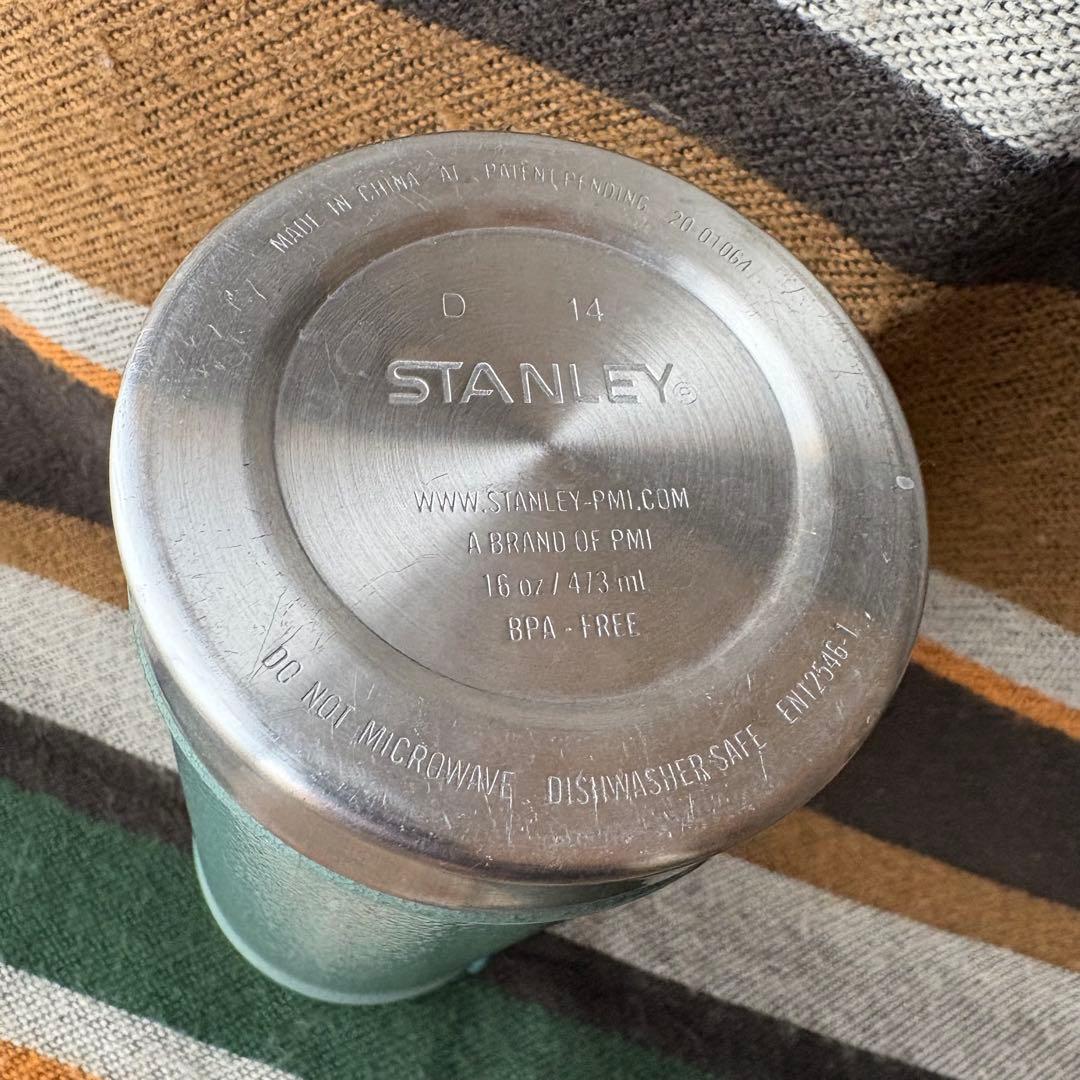 MADE IN CHINA AT PATENT PENDING 20-01064
D 14
STANLEY®
WWW.STANLEY-PMI.COM
A BRAND OF PMI
16 oz / 473 ml
BPA - FREE
DO NOT MICROWAVE DISHWASHER SAFE EN12546-1